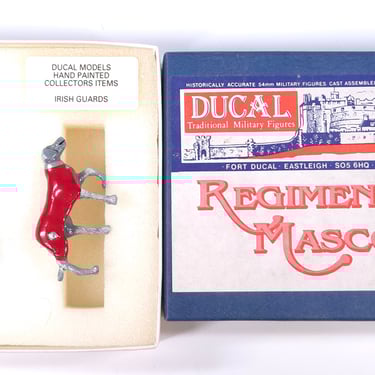 DUCAL MODELS
HAND PAINTED
COLLECTORS ITEMS
IRISH GUARDS
HISTORICALLY ACCURATE 54mm MILITARY FIGURES CAST ASSEMBLE
DUCAL
Traditional Military Figures
FORT DUCAL - EASTLEIGH - SO5 6HQ -
REGIMEN
MASCO